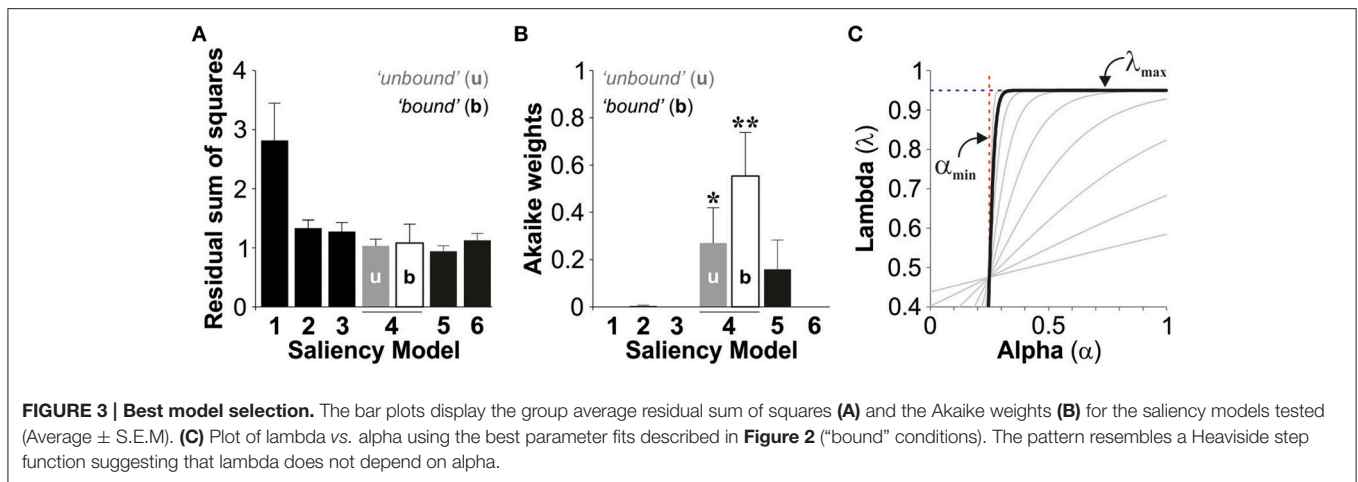 A
Residual sum of squares
4
3
2
1
0
'unbound' (u)
'bound' (b)
u
b
1 2 3 4 5 6
Saliency Model
B
Akaike weights
1
0.8
0.6
0.4
0.2
0
'unbound' (u)
'bound' (b)
*
**
u
b
1 2 3 4 5 6
Saliency Model
C
Lambda (λ)
1
0.9
0.8
0.7
0.6
0.5
0.4
λmax
αmin
0 0.5 1
Alpha (α)
FIGURE 3 | Best model selection. The bar plots display the group average residual sum of squares (A) and the Akaike weights (B) for the saliency models tested
(Average ± S.E.M). (C) Plot of lambda vs. alpha using the best parameter fits described in Figure 2 (“bound” conditions). The pattern resembles a Heaviside step
function suggesting that lambda does not depend on alpha.